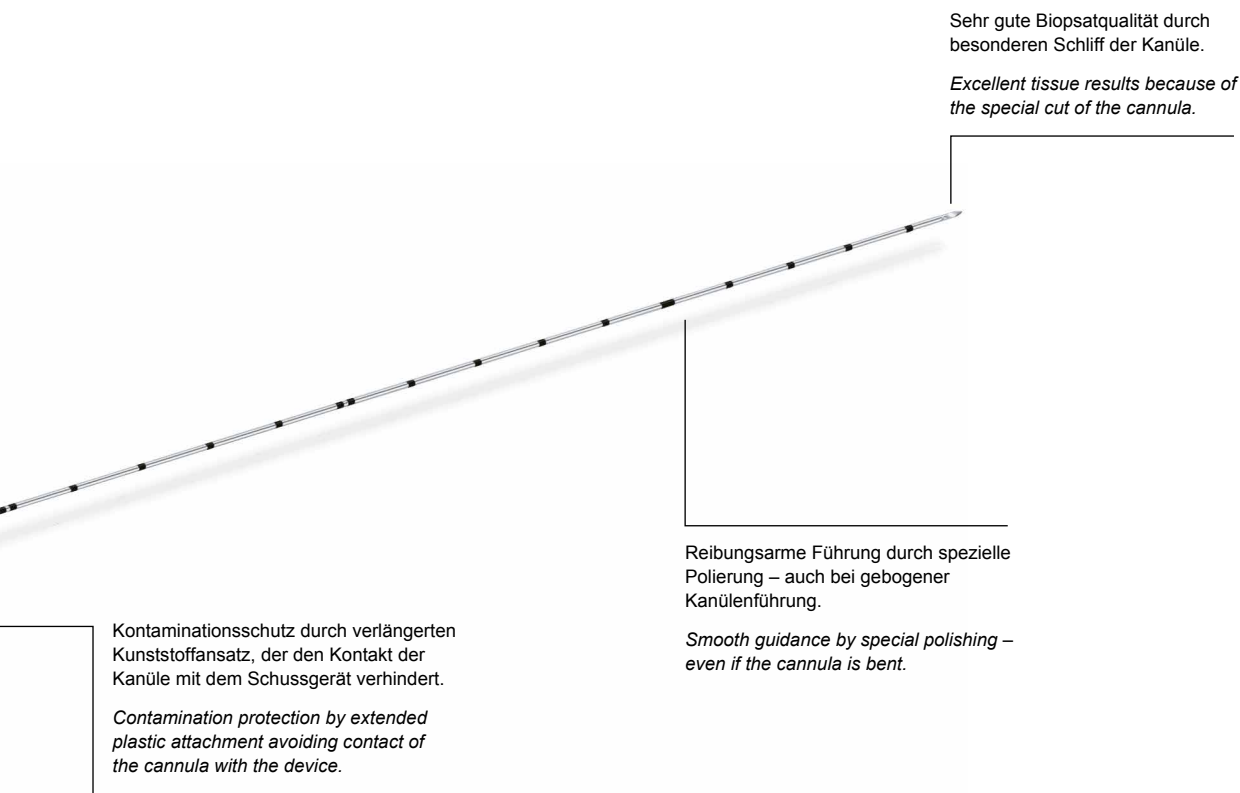 Sehr gute Biopsatqualität durch
besonderen Schliff der Kanüle.
Excellent tissue results because of
the special cut of the cannula.
Reibungsarme Führung durch spezielle
Polierung – auch bei gebogener
Kanülenführung.
Smooth guidance by special polishing –
even if the cannula is bent.
Kontaminationsschutz durch verlängerten
Kunststoffansatz, der den Kontakt der
Kanüle mit dem Schussgerät verhindert.
Contamination protection by extended
plastic attachment avoiding contact of
the cannula with the device.